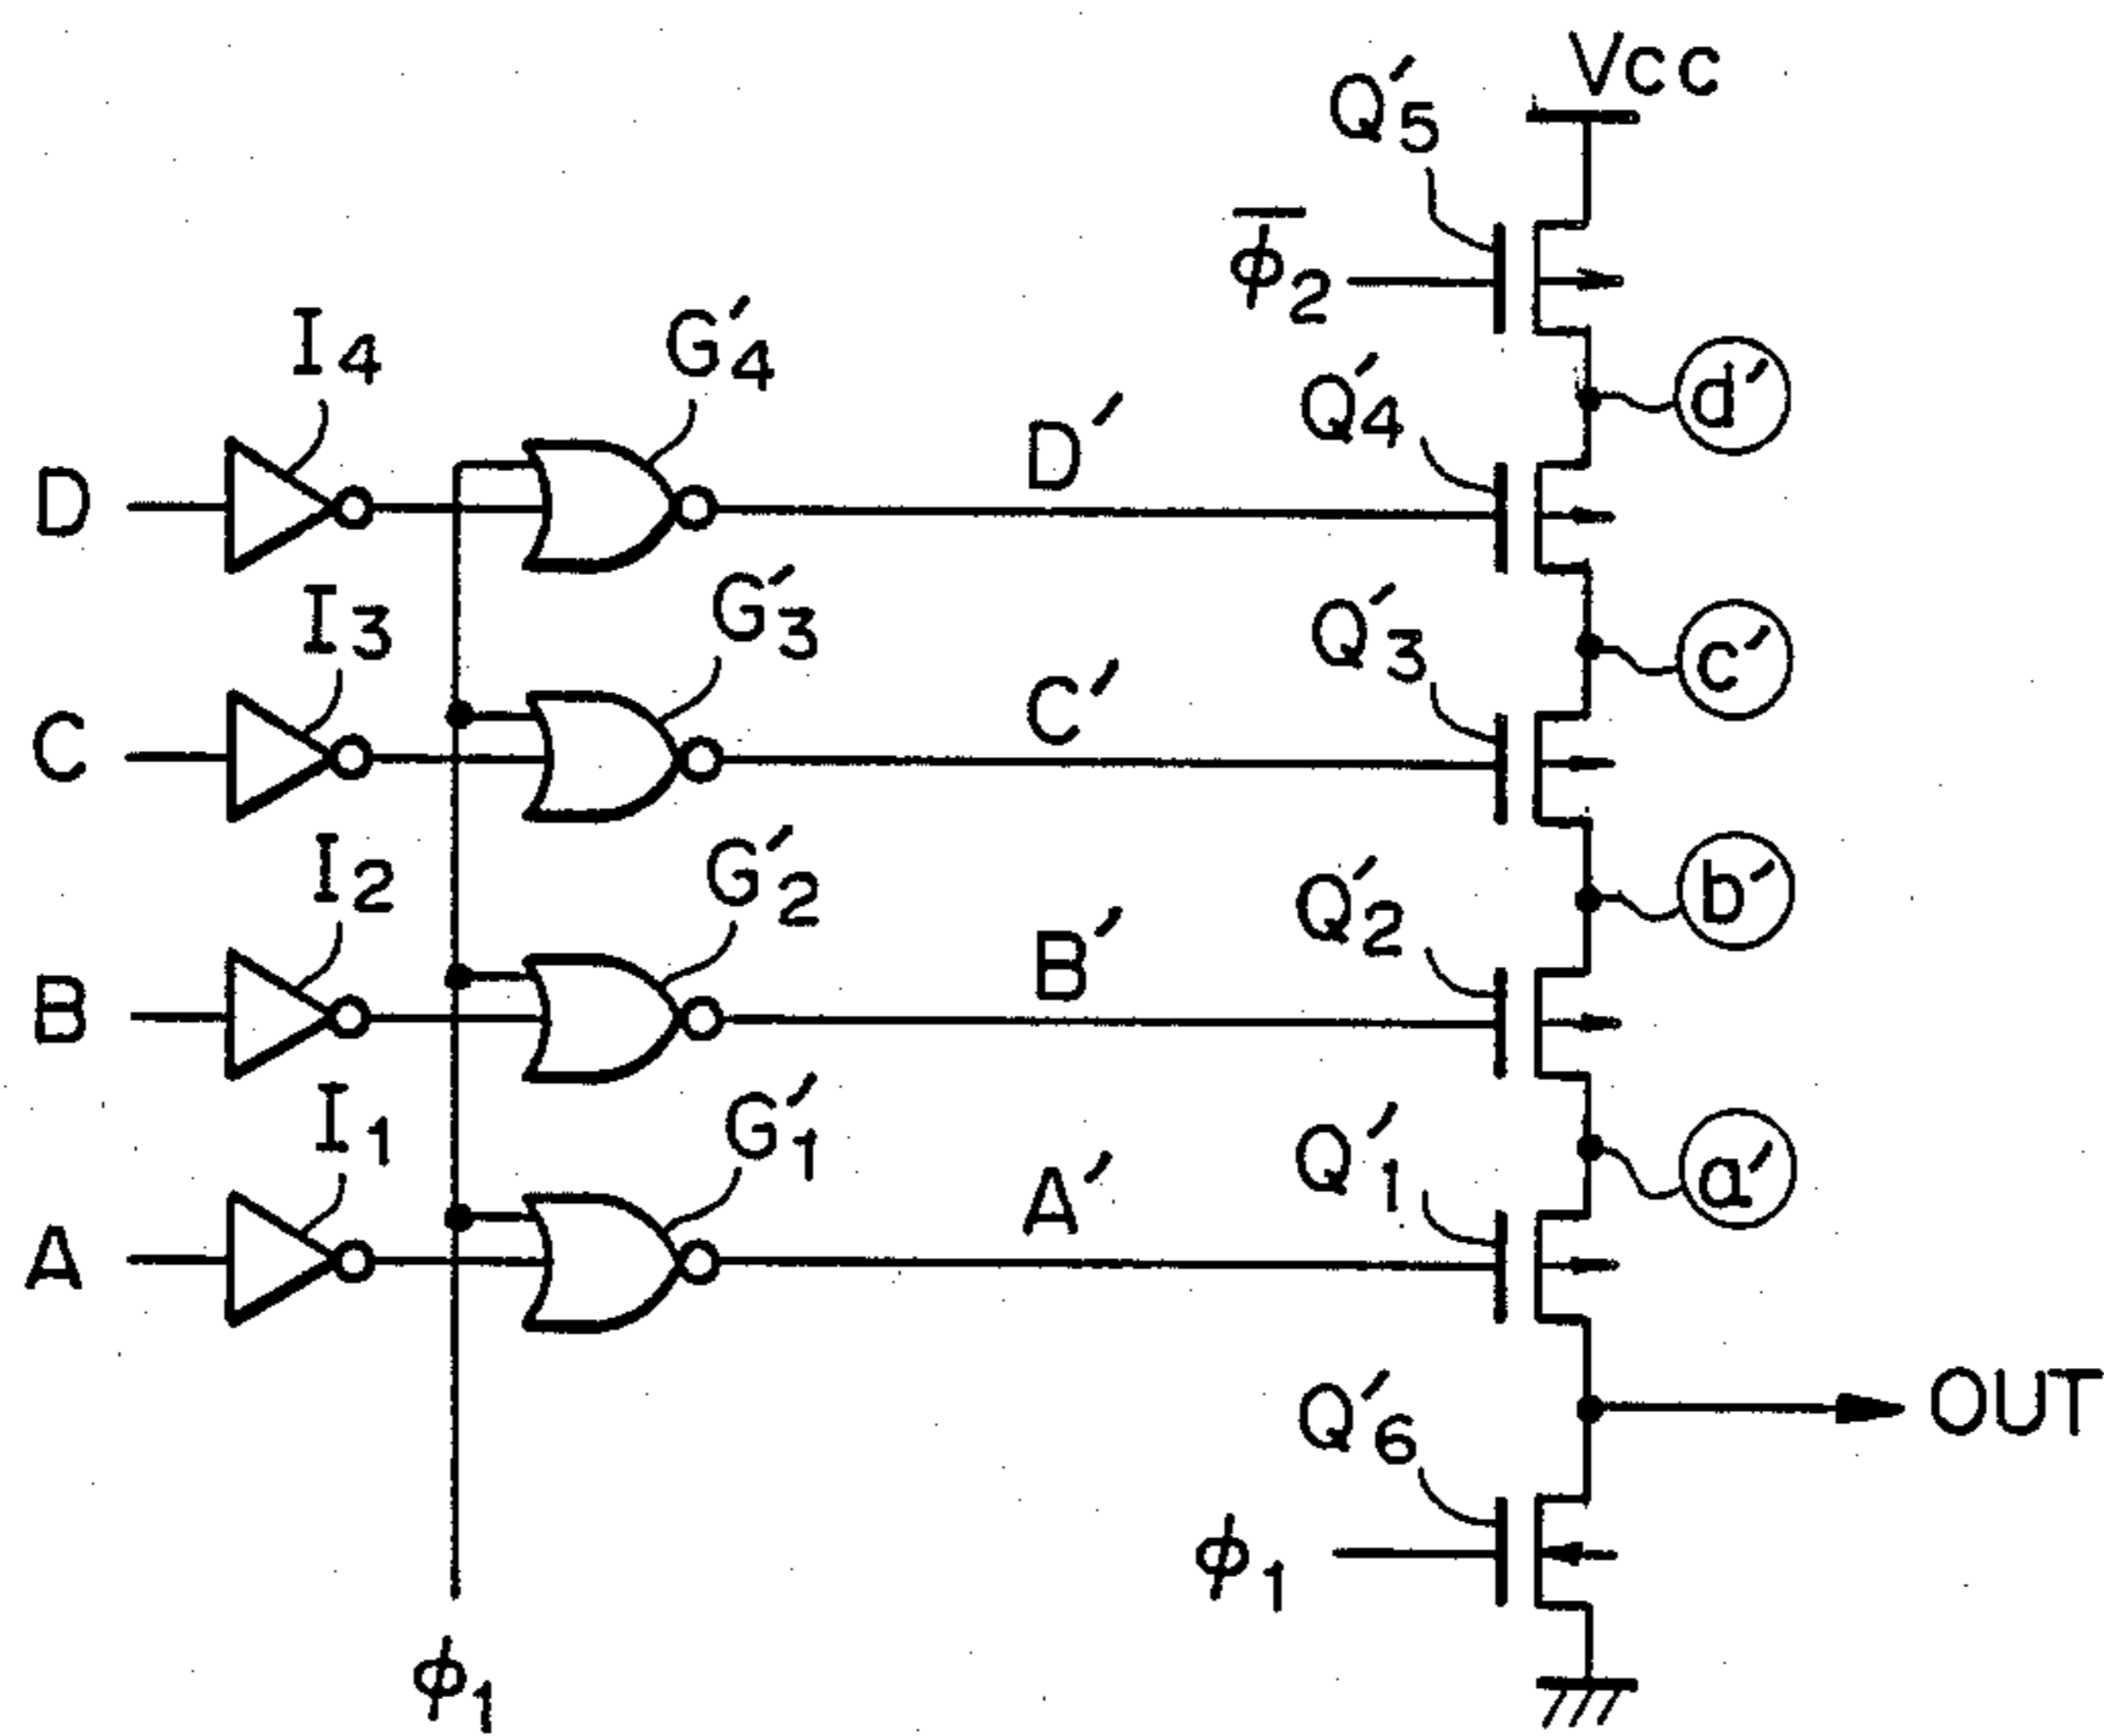 Vcc
Q′5
φ̅2
I4
G′4
D′
Q′4
d′
D
I3
G′3
C′
Q′3
c′
C
I2
G′2
B′
Q′2
b′
B
I1
G′1
A′
Q′1
a′
A
Q′6
OUT
φ1
φ1